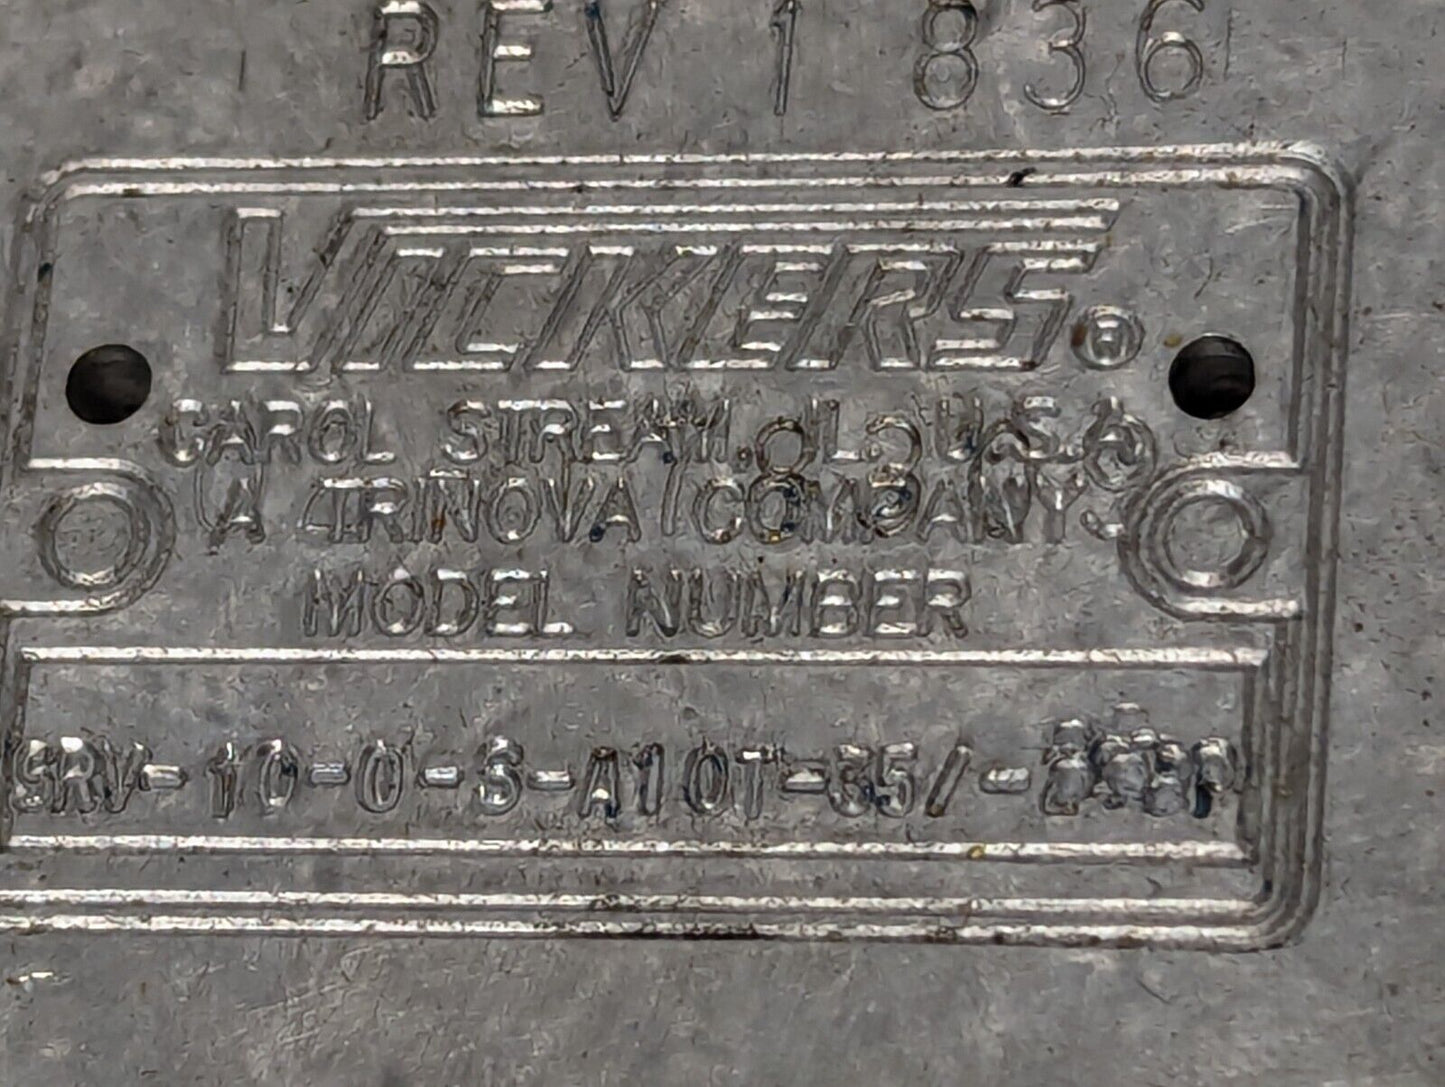 REV 1 836
VICKERS ®
CAROL STREAM, IL. U.S.A
A TRINOVA COMPANY
MODEL NUMBER
SRV-10-0-S-A10T-35/-